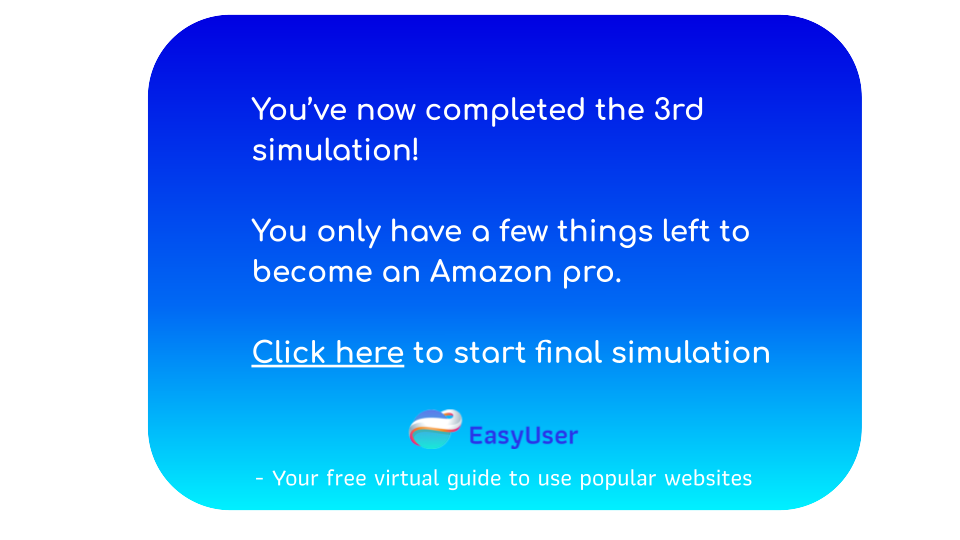 You’ve now completed the 3rd
simulation!
You only have a few things left to
become an Amazon pro.
Click here to start final simulation
EasyUser
- Your free virtual guide to use popular websites